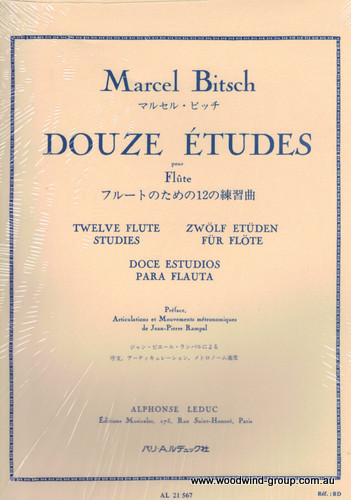 Marcel Bitsch
マルセル・ビッチ
DOUZE ÉTUDES
pour
Flûte
フルートのための12の練習曲
TWELVE FLUTE STUDIES
ZWÖLF ETÜDEN FÜR FLÖTE
DOCE ESTUDIOS
PARA FLAUTA
Préface,
Articulations et Mouvements métronomiques
de Jean-Pierre Rampal
ジャン・ピエール・ランパルによる
序文, アーティキュレーション, メトロノーム速度
ALPHONSE LEDUC
Éditions Musicales, 175, Rue Saint-Honoré, Paris
パリ・A.ルデュック社
AL 21 567
Réf. : BD
www.woodwind-group.com.au